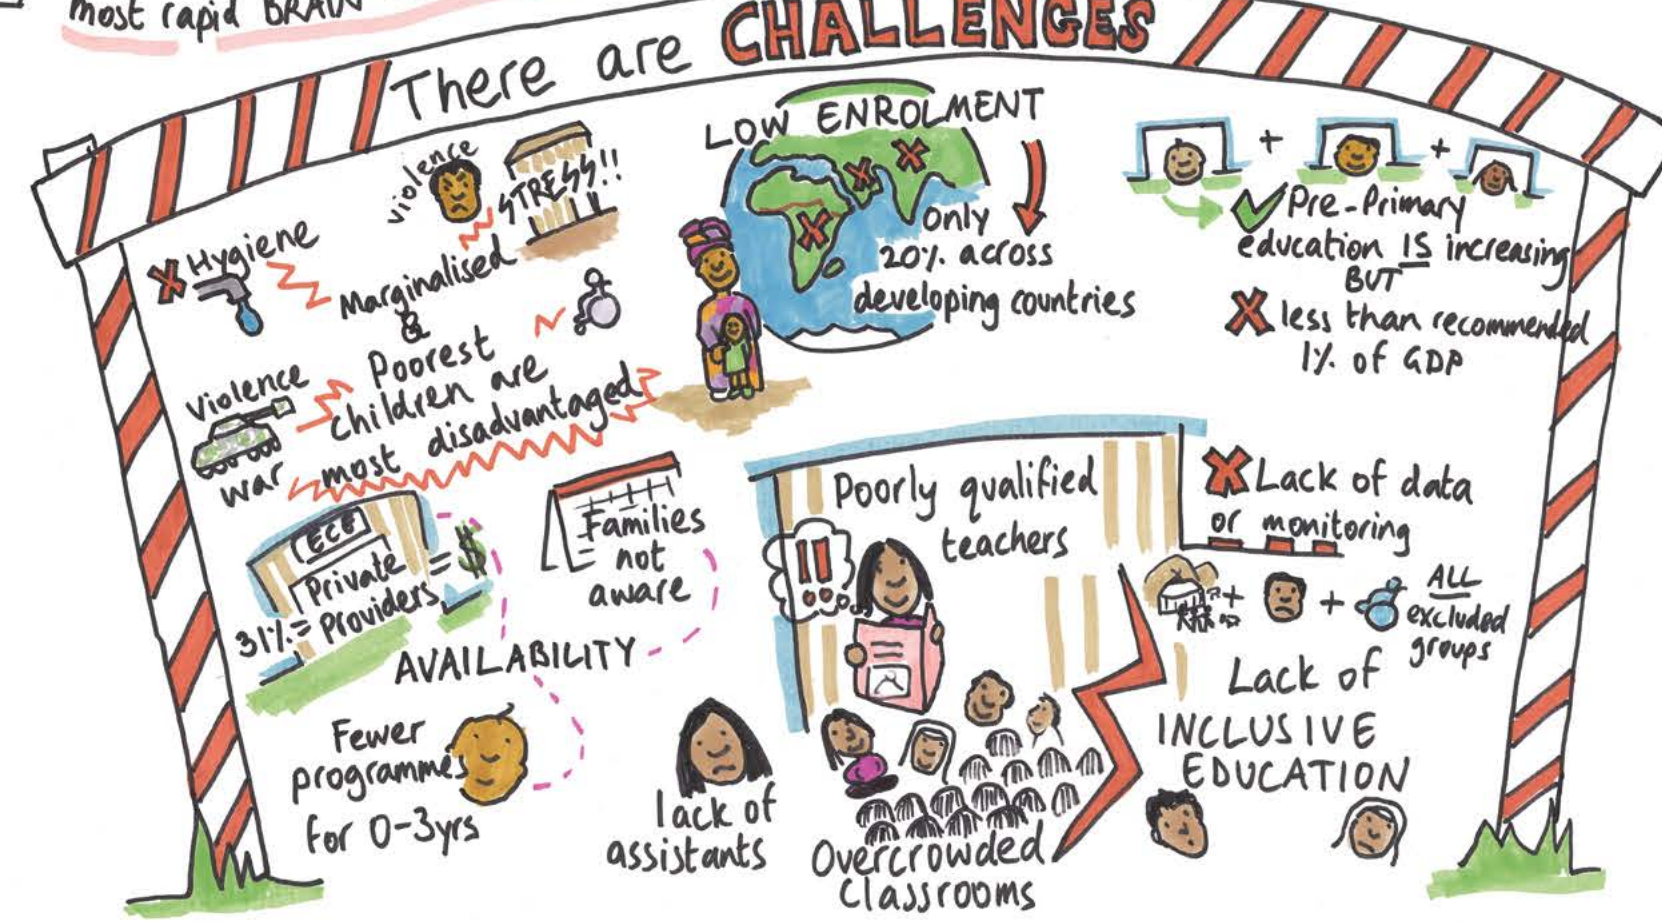 most rapid BRAIN
There are CHALLENGES
violence
STRESS!!
Hygiene
Marginalised
&
Poorest
children are
most disadvantaged
Violence
war
LOW ENROLMENT
Only
20% across
developing countries
+ +
Pre-Primary
education IS increasing
BUT
less than recommended
1% of GDP
ECE
Private
Providers
= $
31% =
Families
not
aware
AVAILABILITY
Fewer
programmes
for 0-3yrs
Poorly qualified
teachers
!!
lack of
assistants
Overcrowded
Classrooms
Lack of data
or monitoring
+ +
ALL
excluded
groups
Lack of
INCLUSIVE
EDUCATION